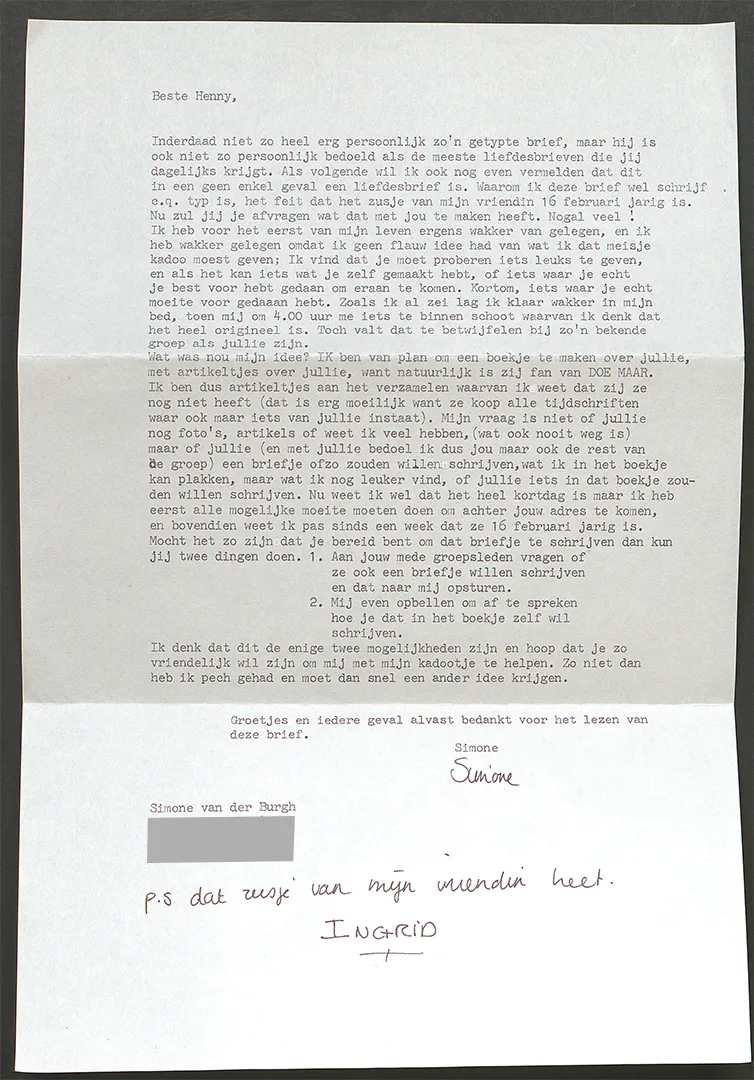 Beste Henny,
Inderdaad niet zo heel erg persoonlijk zo'n getypte brief, maar hij is
ook niet zo persoonlijk bedoeld als de meeste liefdesbrieven die jij
dagelijks krijgt. Als volgende wil ik ook nog even vermelden dat dit
in een geen enkel geval een liefdesbrief is. Waarom ik deze brief wel schrijf .
c.q. typ is, het feit dat het zusje van mijn vriendin 16 februari jarig is.
Nu zul jij je afvragen wat dat met jou te maken heeft. Nogal veel !
Ik heb voor het eerst van mijn leven ergens wakker van gelegen, en ik
heb wakker gelegen omdat ik geen flauw idee had van wat ik dat meisje
kadoo moest geven; Ik vind dat je moet proberen iets leuks te geven,
en als het kan iets wat je zelf gemaakt hebt, of iets waar je echt
je best voor hebt gedaan om eraan te komen. Kortom, iets waar je echt
moeite voor gedaaan hebt. Zoals ik al zei lag ik klaar wakker in mijn
bed, toen mij om 4.00 uur me iets te binnen schoot waarvan ik denk dat
het heel origineel is. Toch valt dat te betwijfelen bij zo'n bekende
groep als jullie zijn.
Wat was nou mijn idee? IK ben van plan om een boekje te maken over jullie,
met artikeltjes over jullie, want natuurlijk is zij fan van DOE MAAR.
Ik ben dus artikeltjes aan het verzamelen waarvan ik weet dat zij ze
nog niet heeft (dat is erg moeilijk want ze koop alle tijdschriften
waar ook maar iets van jullie instaat). Mijn vraag is niet of jullie
nog foto's, artikels of weet ik veel hebben, (wat ook nooit weg is)
maar of jullie (en met jullie bedoel ik dus jou maar ook de rest van
de groep) een briefje ofzo zouden willen schrijven,wat ik in het boekje
kan plakken, maar wat ik nog leuker vind, of jullie iets in dat boekje zou-
den willen schrijven. Nu weet ik wel dat het heel kortdag is maar ik heb
eerst alle mogelijke moeite moeten doen om achter jouw adres te komen,
en bovendien weet ik pas sinds een week dat ze 16 februari jarig is.
Mocht het zo zijn dat je bereid bent om dat briefje te schrijven dan kun
jij twee dingen doen. 1. Aan jouw mede groepsleden vragen of
ze ook een briefje willen schrijven
en dat naar mij opsturen.
2. Mij even opbellen om af te spreken
hoe je dat in het boekje zelf wil
schrijven.
Ik denk dat dit de enige twee mogelijkheden zijn en hoop dat je zo
vriendelijk wil zijn om mij met mijn kadootje te helpen. Zo niet dan
heb ik pech gehad en moet dan snel een ander idee krijgen.
Groetjes en iedere geval alvast bedankt voor het lezen van
deze brief.
Simone
Simone
Simone van der Burgh
p.s dat zusje van mijn vriendin heet.
INGRID